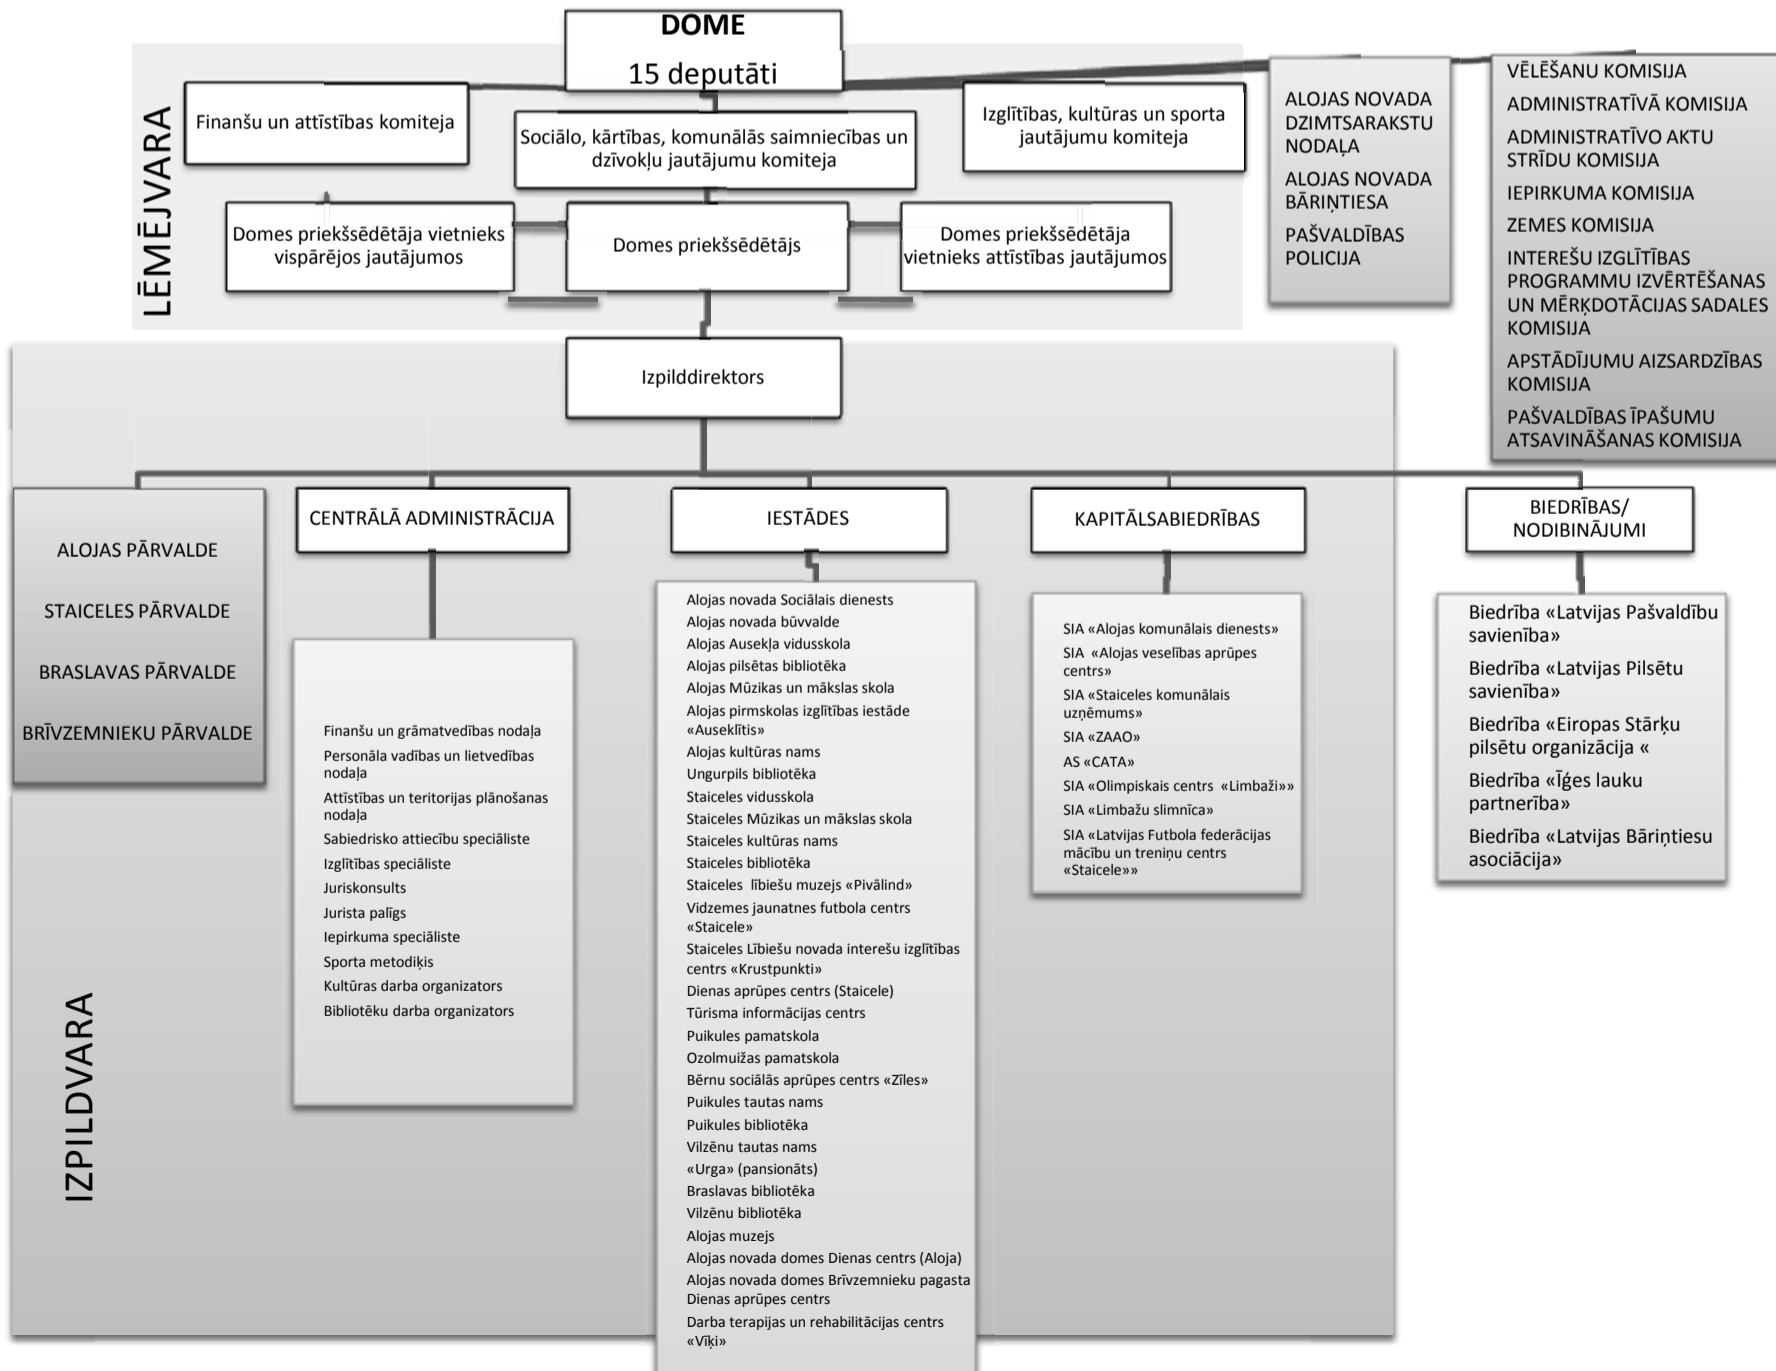 DOME
15 deputāti
LĒMĒJVARA
Finanšu un attīstības komiteja
Sociālo, kārtības, komunālās saimniecības un
dzīvokļu jautājumu komiteja
Izglītības, kultūras un sporta
jautājumu komiteja
Domes priekšsēdētāja vietnieks
vispārējos jautājumos
Domes priekšsēdētājs
Domes priekšsēdētāja
vietnieks attīstības jautājumos
ALOJAS NOVADA
DZIMTSARAKSTU
NODAĻA
ALOJAS NOVADA
BĀRIŅTIESA
PAŠVALDĪBAS
POLICIJA
VĒLĒŠANU KOMISIJA
ADMINISTRATĪVĀ KOMISIJA
ADMINISTRATĪVO AKTU
STRĪDU KOMISIJA
IEPIRKUMA KOMISIJA
ZEMES KOMISIJA
INTEREŠU IZGLĪTĪBAS
PROGRAMMU IZVĒRTĒŠANAS
UN MĒRĶDOTĀCIJAS SADALES
KOMISIJA
APSTĀDĪJUMU AIZSARDZĪBAS
KOMISIJA
PAŠVALDĪBAS ĪPAŠUMU
ATSAVINĀŠANAS KOMISIJA
Izpilddirektors
IZPILDVARA
ALOJAS PĀRVALDE
STAICELES PĀRVALDE
BRASLAVAS PĀRVALDE
BRĪVZEMNIEKU PĀRVALDE
CENTRĀLĀ ADMINISTRĀCIJA
Finanšu un grāmatvedības nodaļa
Personāla vadības un lietvedības
nodaļa
Attīstības un teritorijas plānošanas
nodaļa
Sabiedrisko attiecību speciāliste
Izglītības speciāliste
Juriskonsults
Jurista palīgs
Iepirkuma speciāliste
Sporta metodiķis
Kultūras darba organizators
Bibliotēku darba organizators
IESTĀDES
Alojas novada Sociālais dienests
Alojas novada būvvalde
Alojas Ausekļa vidusskola
Alojas pilsētas bibliotēka
Alojas Mūzikas un mākslas skola
Alojas pirmskolas izglītības iestāde
«Auseklītis»
Alojas kultūras nams
Ungurpils bibliotēka
Staiceles vidusskola
Staiceles Mūzikas un mākslas skola
Staiceles kultūras nams
Staiceles bibliotēka
Staiceles lībiešu muzejs «Pivālind»
Vidzemes jaunatnes futbola centrs
«Staicele»
Staiceles Lībiešu novada interešu izglītības
centrs «Krustpunkti»
Dienas aprūpes centrs (Staicele)
Tūrisma informācijas centrs
Puikules pamatskola
Ozolmuižas pamatskola
Bērnu sociālās aprūpes centrs «Zīles»
Puikules tautas nams
Puikules bibliotēka
Vilzēnu tautas nams
«Urga» (pansionāts)
Braslavas bibliotēka
Vilzēnu bibliotēka
Alojas muzejs
Alojas novada domes Dienas centrs (Aloja)
Alojas novada domes Brīvzemnieku pagasta
Dienas aprūpes centrs
Darba terapijas un rehabilitācijas centrs
«Vīķi»
KAPITĀLSABIEDRĪBAS
SIA «Alojas komunālais dienests»
SIA «Alojas veselības aprūpes
centrs»
SIA «Staiceles komunālais
uzņēmums»
SIA «ZAAO»
AS «CATA»
SIA «Olimpiskais centrs «Limbaži»»
SIA «Limbažu slimnīca»
SIA «Latvijas Futbola federācijas
mācību un treniņu centrs
«Staicele»»
BIEDRĪBAS/
NODIBINĀJUMI
Biedrība «Latvijas Pašvaldību
savienība»
Biedrība «Latvijas Pilsētu
savienība»
Biedrība «Eiropas Stārķu
pilsētu organizācija «
Biedrība «Īģes lauku
partnerība»
Biedrība «Latvijas Bāriņtiesu
asociācija»